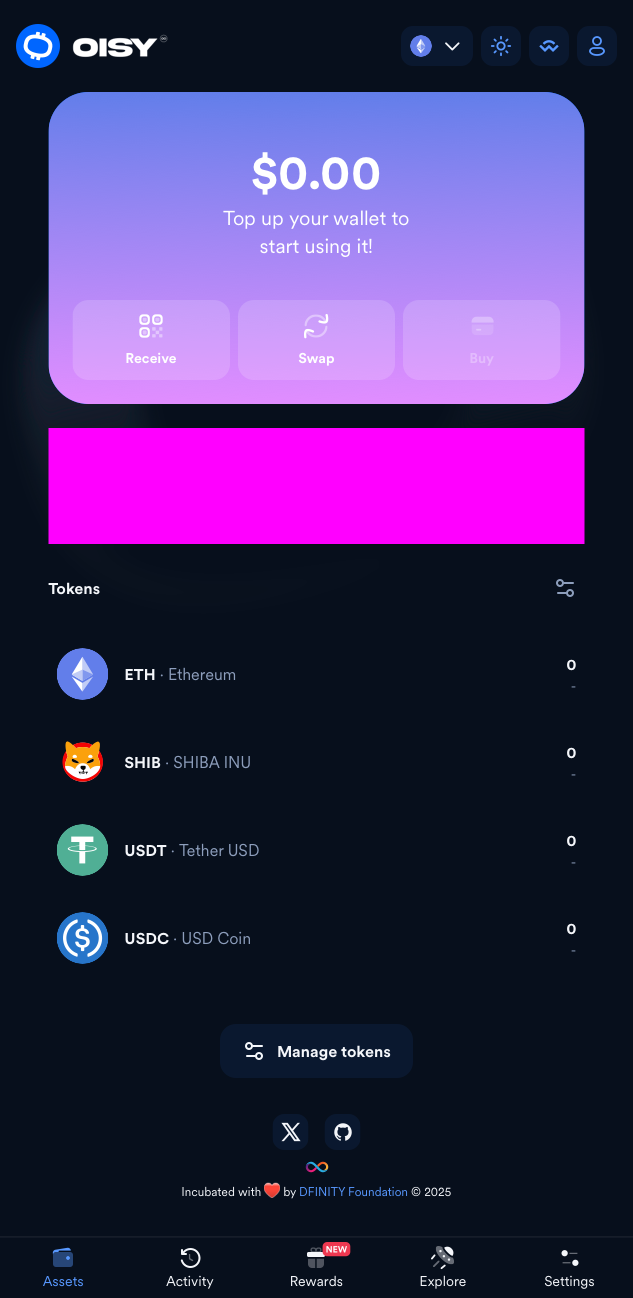 OISY
$0.00
Top up your wallet to
start using it!
Receive
Swap
Buy
Tokens
ETH · Ethereum
0
-
SHIB · SHIBA INU
0
-
USDT · Tether USD
0
-
USDC · USD Coin
0
-
Manage tokens
Incubated with ❤️ by DFINITY Foundation © 2025
NEW
Assets
Activity
Rewards
Explore
Settings